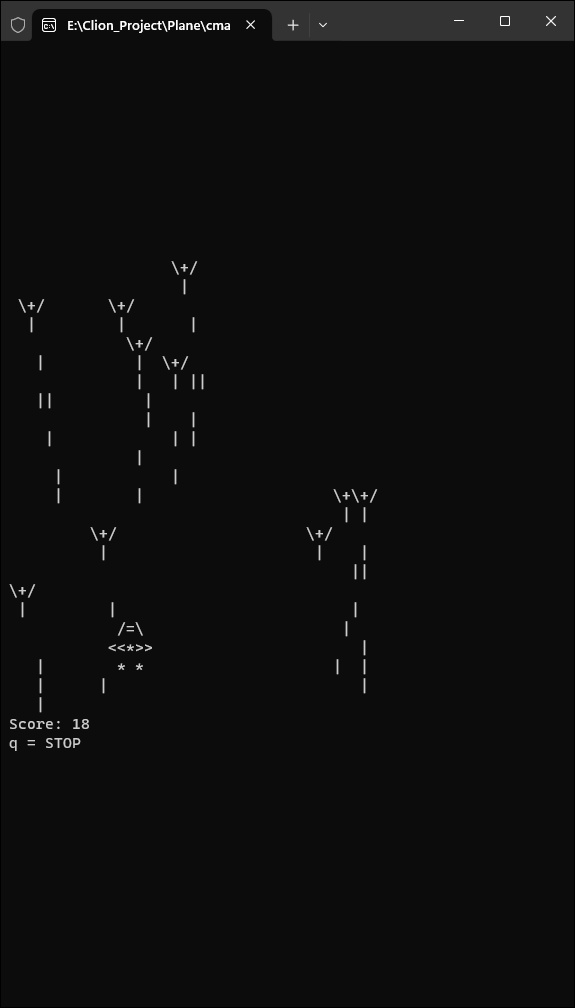 E:\Clion_Project\Plane\cma
\+/
|
\+/ \+/
| | |
\+/
| | \+/
| | ||
|| |
| |
| | |
|
| |
| | \+\+/
| |
\+/ \+/
| | |
||
\+/
| | |
/=\ |
<<*>> |
| * * | |
| | |
|
Score: 18
q = STOP